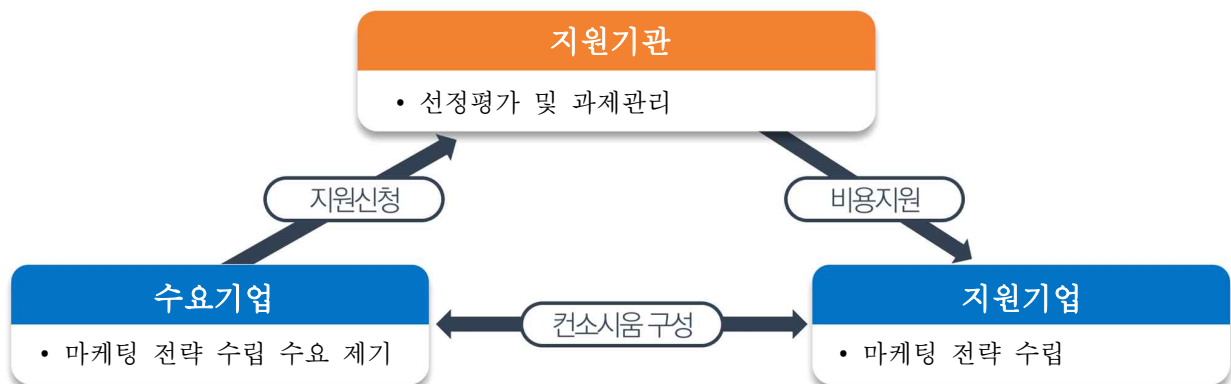 지원기관
• 선정평가 및 과제관리
지원신청
비용지원
수요기업
• 마케팅 전략 수립 수요 제기
컨소시움 구성
지원기업
• 마케팅 전략 수립